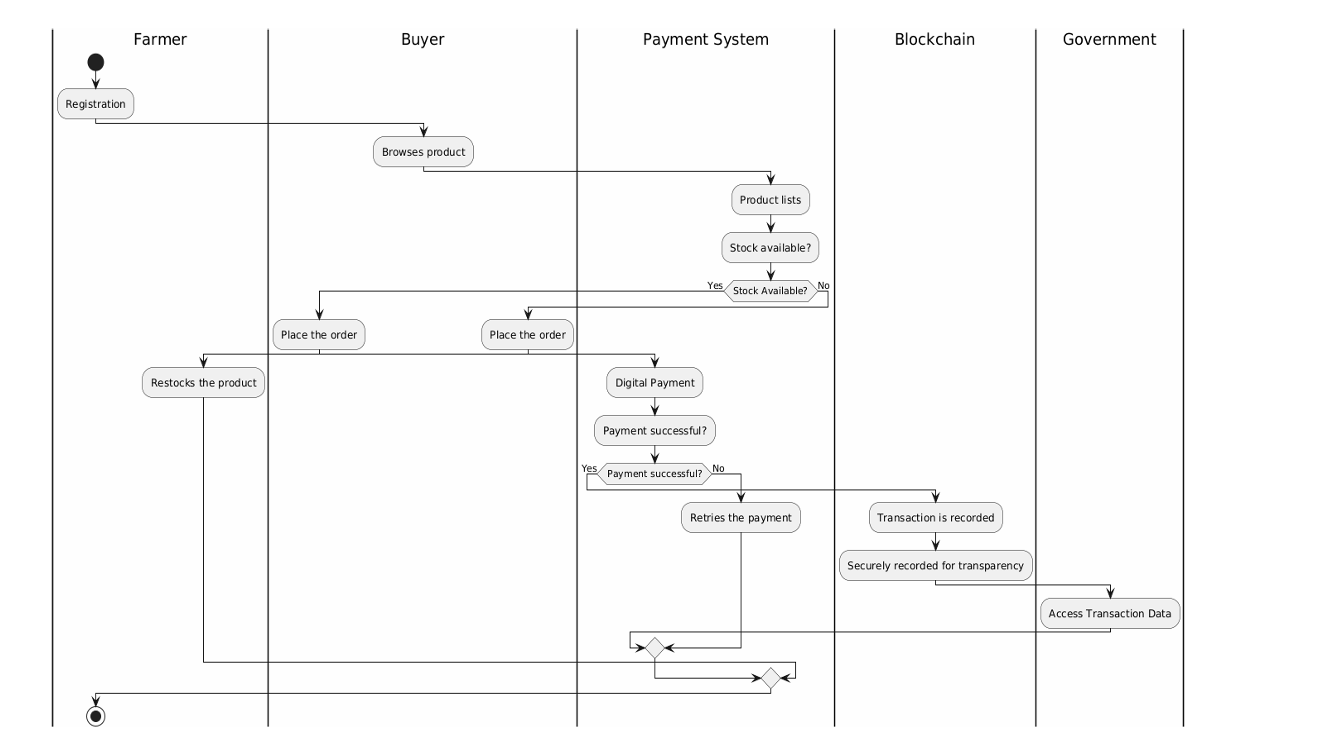 Farmer
Buyer
Payment System
Blockchain
Government
Registration
Browses product
Product lists
Stock available?
Yes
Stock Available?
No
Place the order
Place the order
Restocks the product
Digital Payment
Payment successful?
Yes
Payment successful?
No
Retries the payment
Transaction is recorded
Securely recorded for transparency
Access Transaction Data